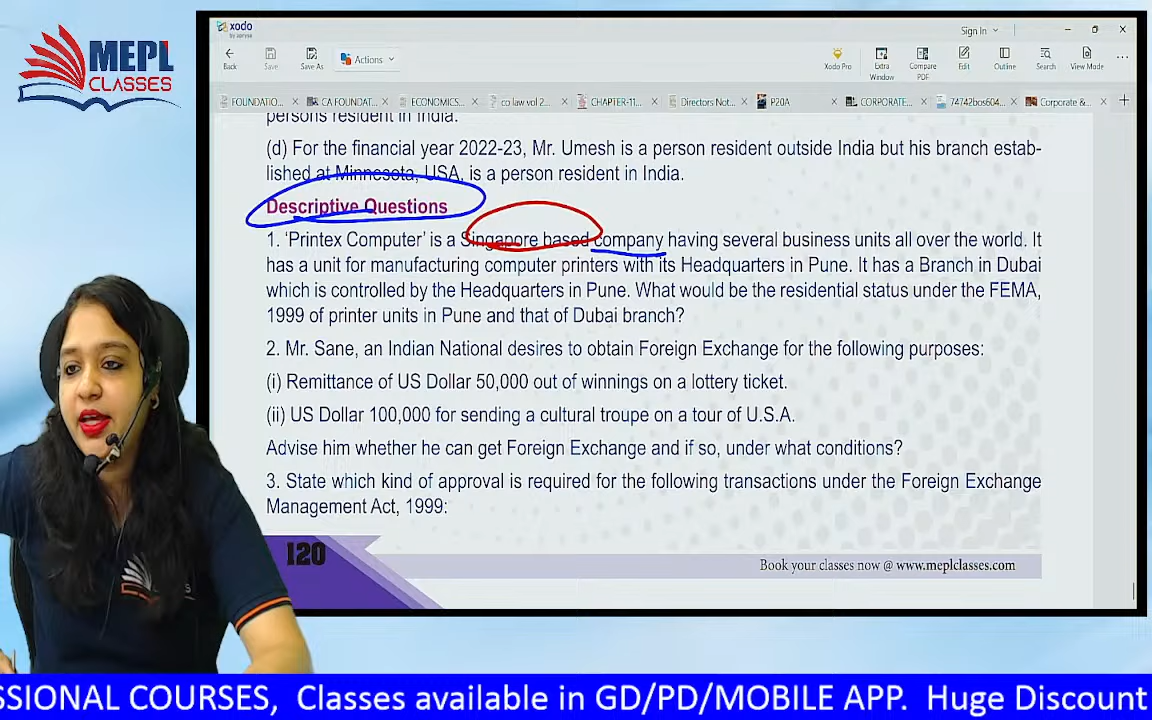 MEPL
CLASSES
xodo
by apryse
Sign In
Back
Save
Save As
Actions
Xodo Pro
Extra Window
Compare PDF
Edit
Outline
Search
View Mode
FOUNDATIO...
CA FOUNDAT...
ECONOMICS...
co law vol 2...
CHAPTER-11...
Directors Not...
P20A
CORPORATE...
74742bos604...
Corporate &...
persons resident in India.
(d) For the financial year 2022-23, Mr. Umesh is a person resident outside India but his branch estab-
lished at Minnesota, USA, is a person resident in India.
Descriptive Questions
1. ‘Printex Computer’ is a Singapore based company having several business units all over the world. It
has a unit for manufacturing computer printers with its Headquarters in Pune. It has a Branch in Dubai
which is controlled by the Headquarters in Pune. What would be the residential status under the FEMA,
1999 of printer units in Pune and that of Dubai branch?
2. Mr. Sane, an Indian National desires to obtain Foreign Exchange for the following purposes:
(i) Remittance of US Dollar 50,000 out of winnings on a lottery ticket.
(ii) US Dollar 100,000 for sending a cultural troupe on a tour of U.S.A.
Advise him whether he can get Foreign Exchange and if so, under what conditions?
3. State which kind of approval is required for the following transactions under the Foreign Exchange
Management Act, 1999:
120
Book your classes now @ www.meplclasses.com
SSIONAL COURSES, Classes available in GD/PD/MOBILE APP. Huge Discount